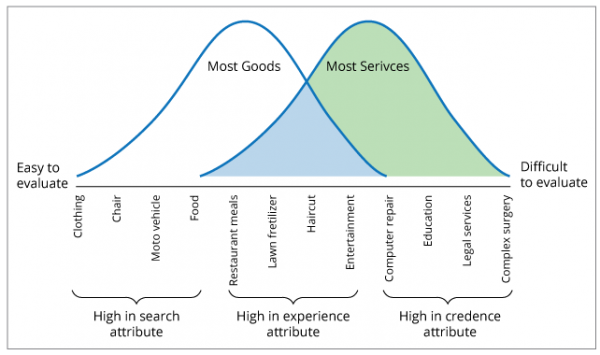 Most Goods
Most Serivces
Easy to
evaluate
Difficult
to evaluate
Clothing
Chair
Moto vehicle
Food
Restaurant meals
Lawn fretilizer
Haircut
Entertainment
Computer repair
Education
Legal services
Complex surgery
High in search
attribute
High in experience
attribute
High in credence
attribute